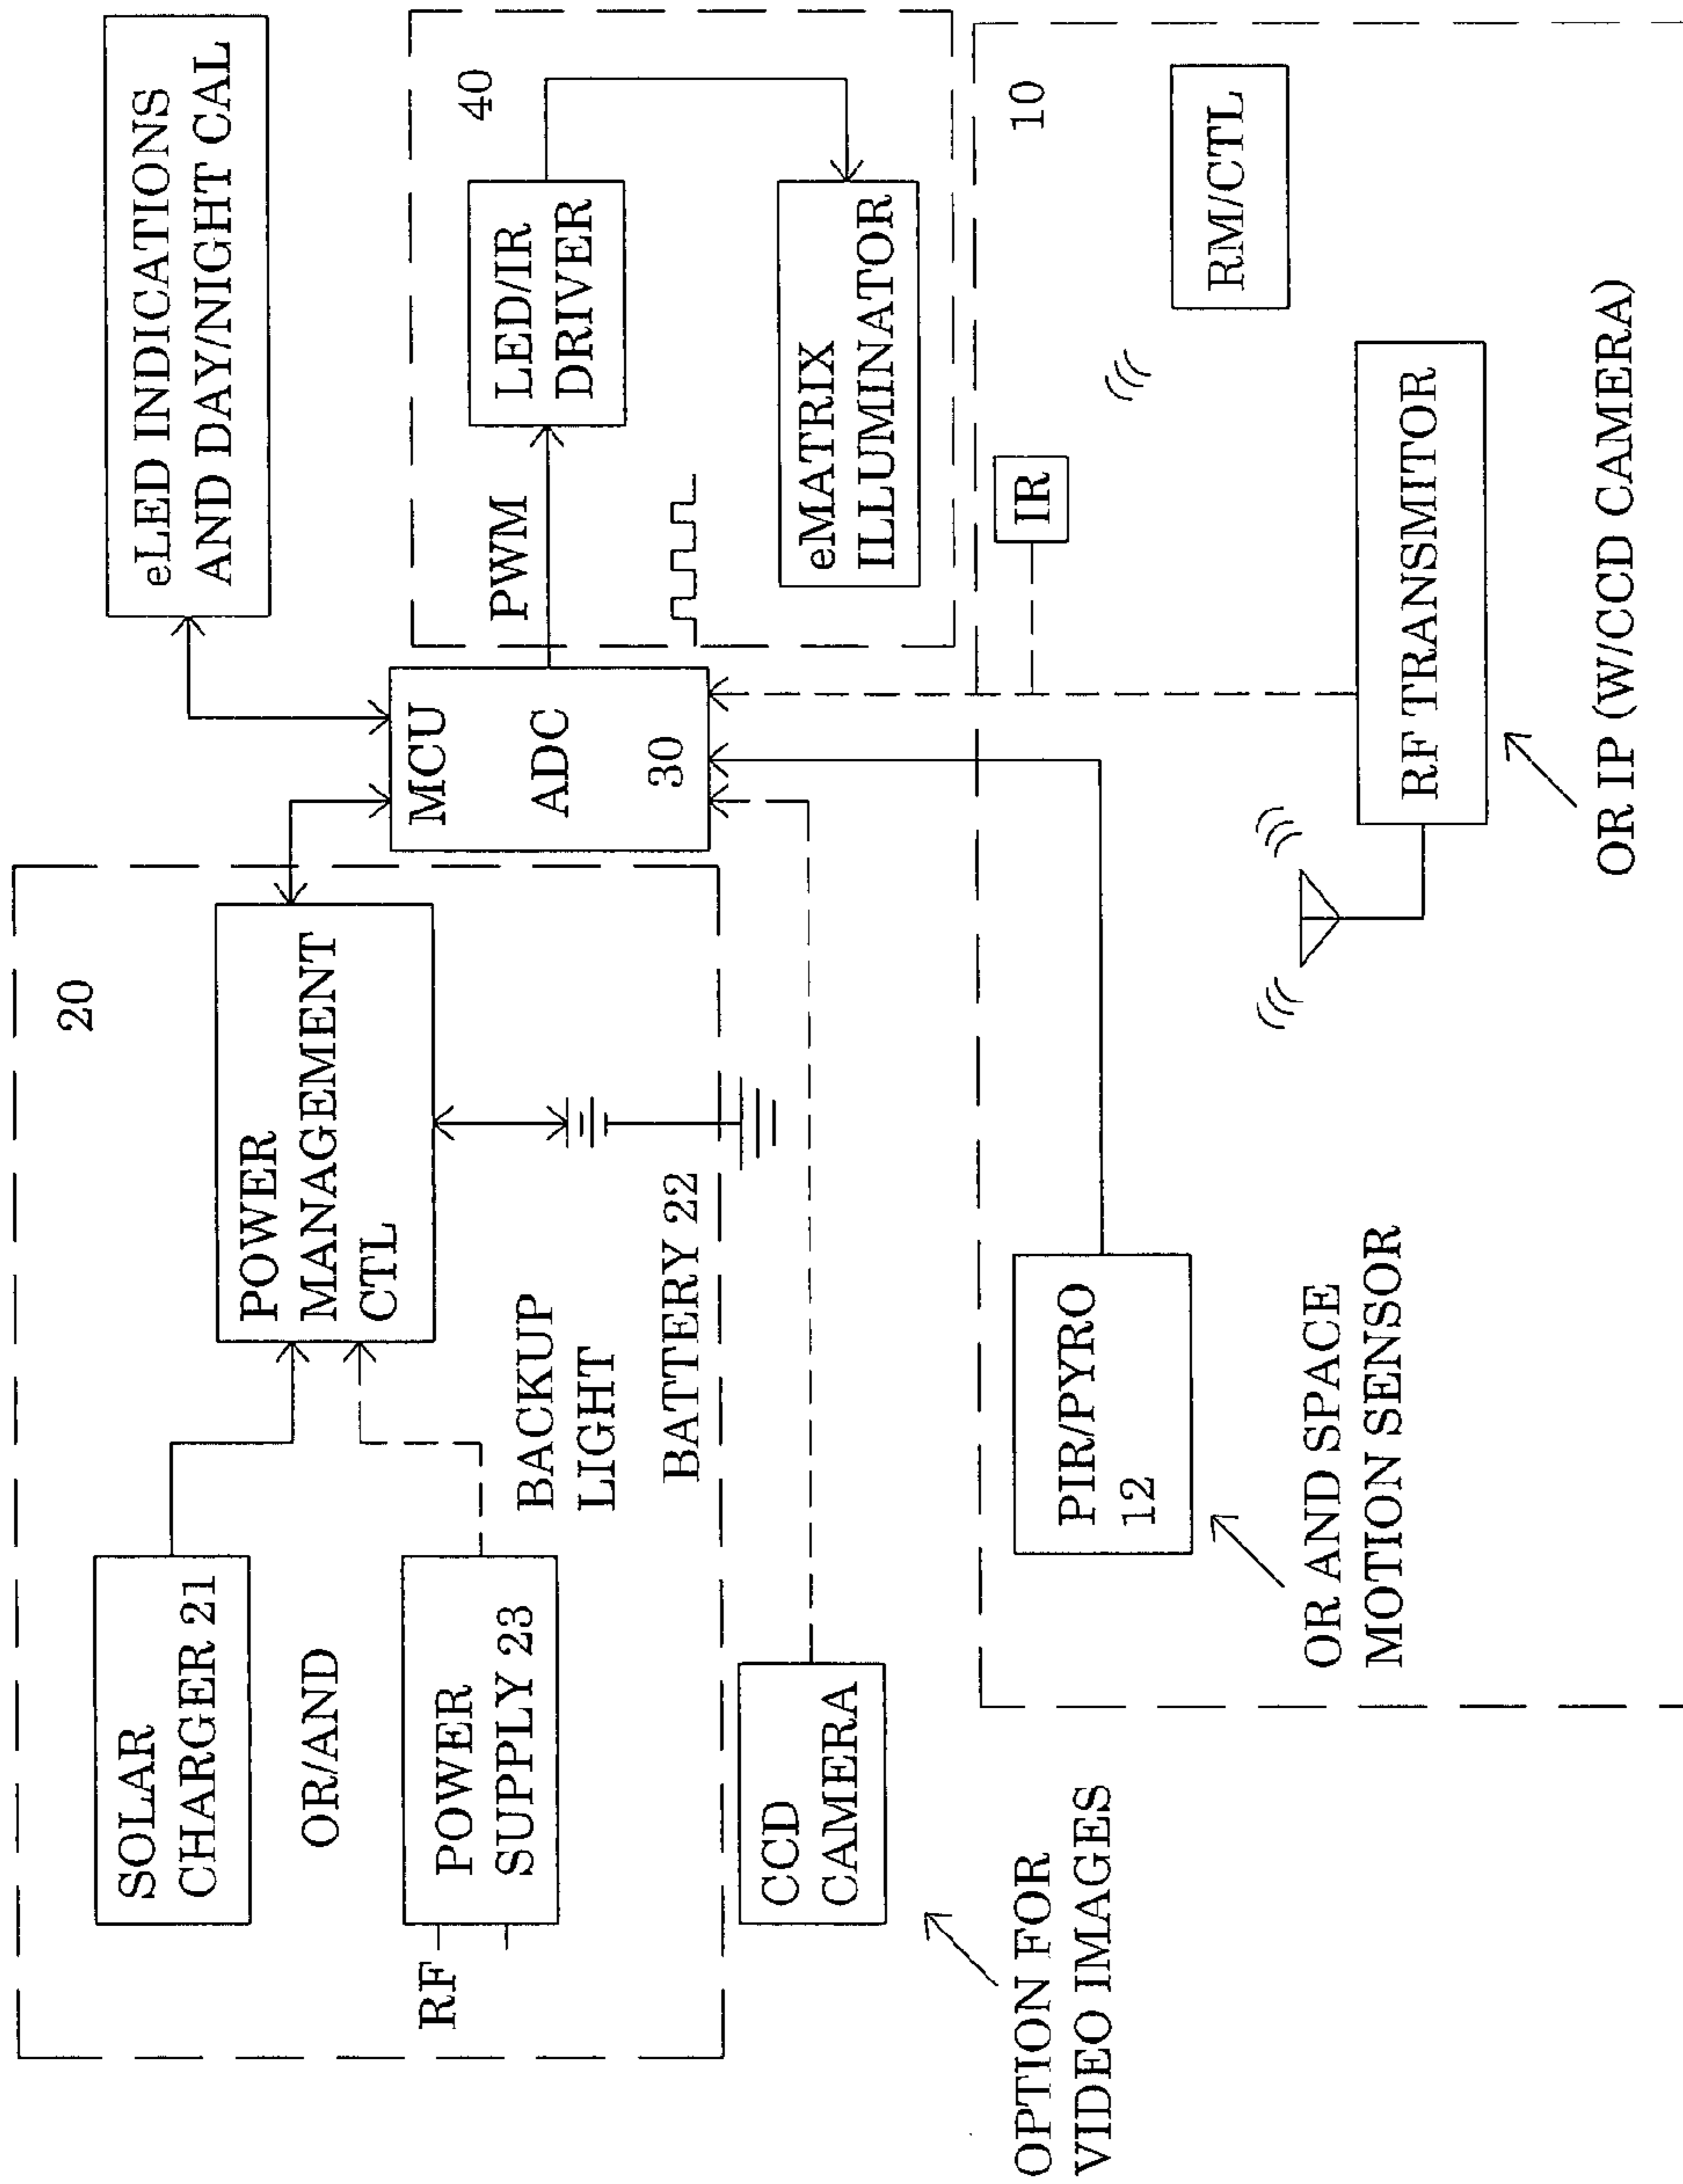 20
SOLAR
CHARGER 21
OR/AND
RF
POWER
SUPPLY 23
POWER
MANAGEMENT
CTL
BACKUP
LIGHT
BATTERY 22
eLED INDICATIONS
AND DAY/NIGHT CAL
MCU
ADC
30
PWM
40
LED/IR
DRIVER
eMATRIX
ILLUMINATOR
CCD
CAMERA
OPTION FOR
VIDEO IMAGES
10
PIR/PYRO
12
OR AND SPACE
MOTION SENSOR
IR
RM/CTL
RF TRANSMITOR
OR IP (W/CCD CAMERA)